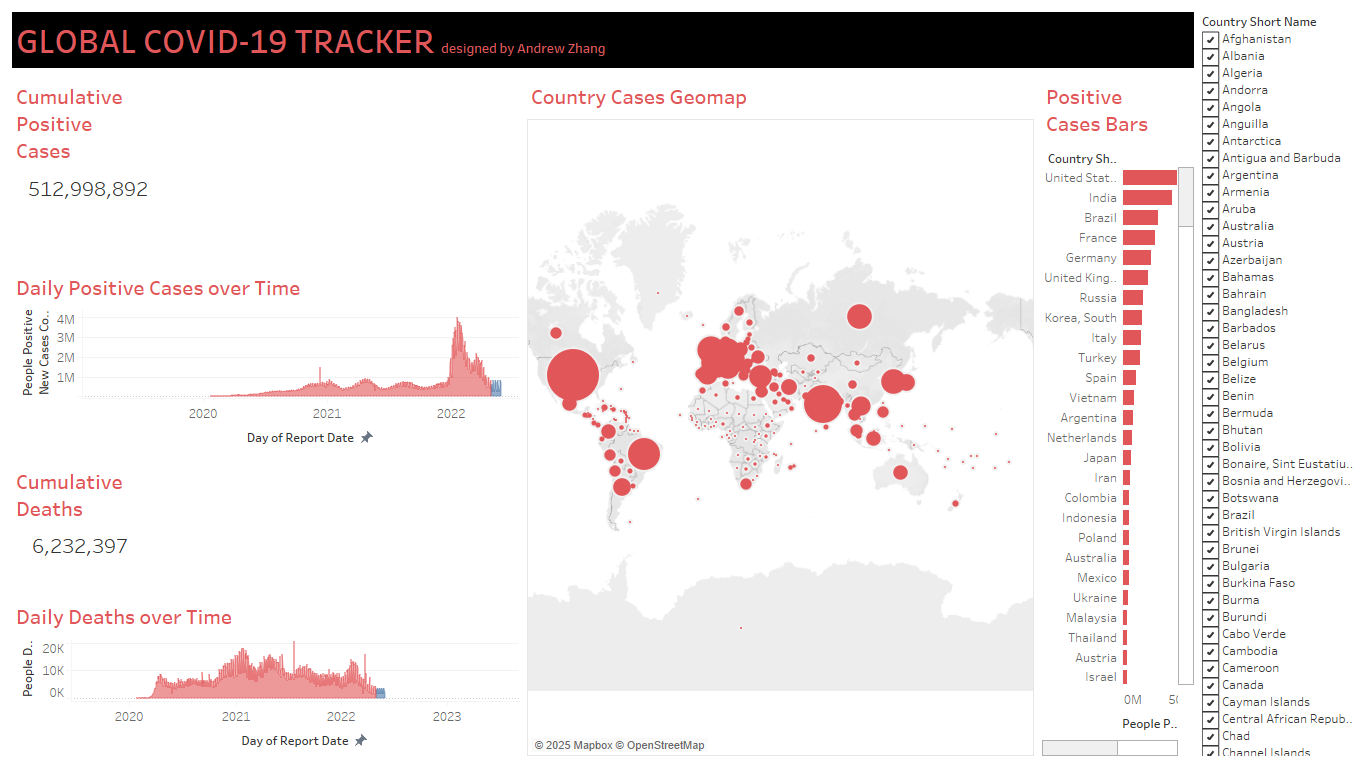 GLOBAL COVID-19 TRACKER designed by Andrew Zhang
Cumulative
Positive
Cases
512,998,892
Daily Positive Cases over Time
People Positive
New Cases Co..
4M
3M
2M
1M
2020
2021
2022
Day of Report Date
Cumulative
Deaths
6,232,397
Daily Deaths over Time
People D..
20K
10K
0K
2020
2021
2022
2023
Day of Report Date
Country Cases Geomap
© 2025 Mapbox © OpenStreetMap
Positive
Cases Bars
Country Sh..
United Stat..
India
Brazil
France
Germany
United King..
Russia
Korea, South
Italy
Turkey
Spain
Vietnam
Argentina
Netherlands
Japan
Iran
Colombia
Indonesia
Poland
Australia
Mexico
Ukraine
Malaysia
Thailand
Austria
Israel
0M
People P..
Country Short Name
Afghanistan
Albania
Algeria
Andorra
Angola
Anguilla
Antarctica
Antigua and Barbuda
Argentina
Armenia
Aruba
Australia
Austria
Azerbaijan
Bahamas
Bahrain
Bangladesh
Barbados
Belarus
Belgium
Belize
Benin
Bermuda
Bhutan
Bolivia
Bonaire, Sint Eustatiu..
Bosnia and Herzegovi..
Botswana
Brazil
British Virgin Islands
Brunei
Bulgaria
Burkina Faso
Burma
Burundi
Cabo Verde
Cambodia
Cameroon
Canada
Cayman Islands
Central African Repub..
Chad
Channel Islands